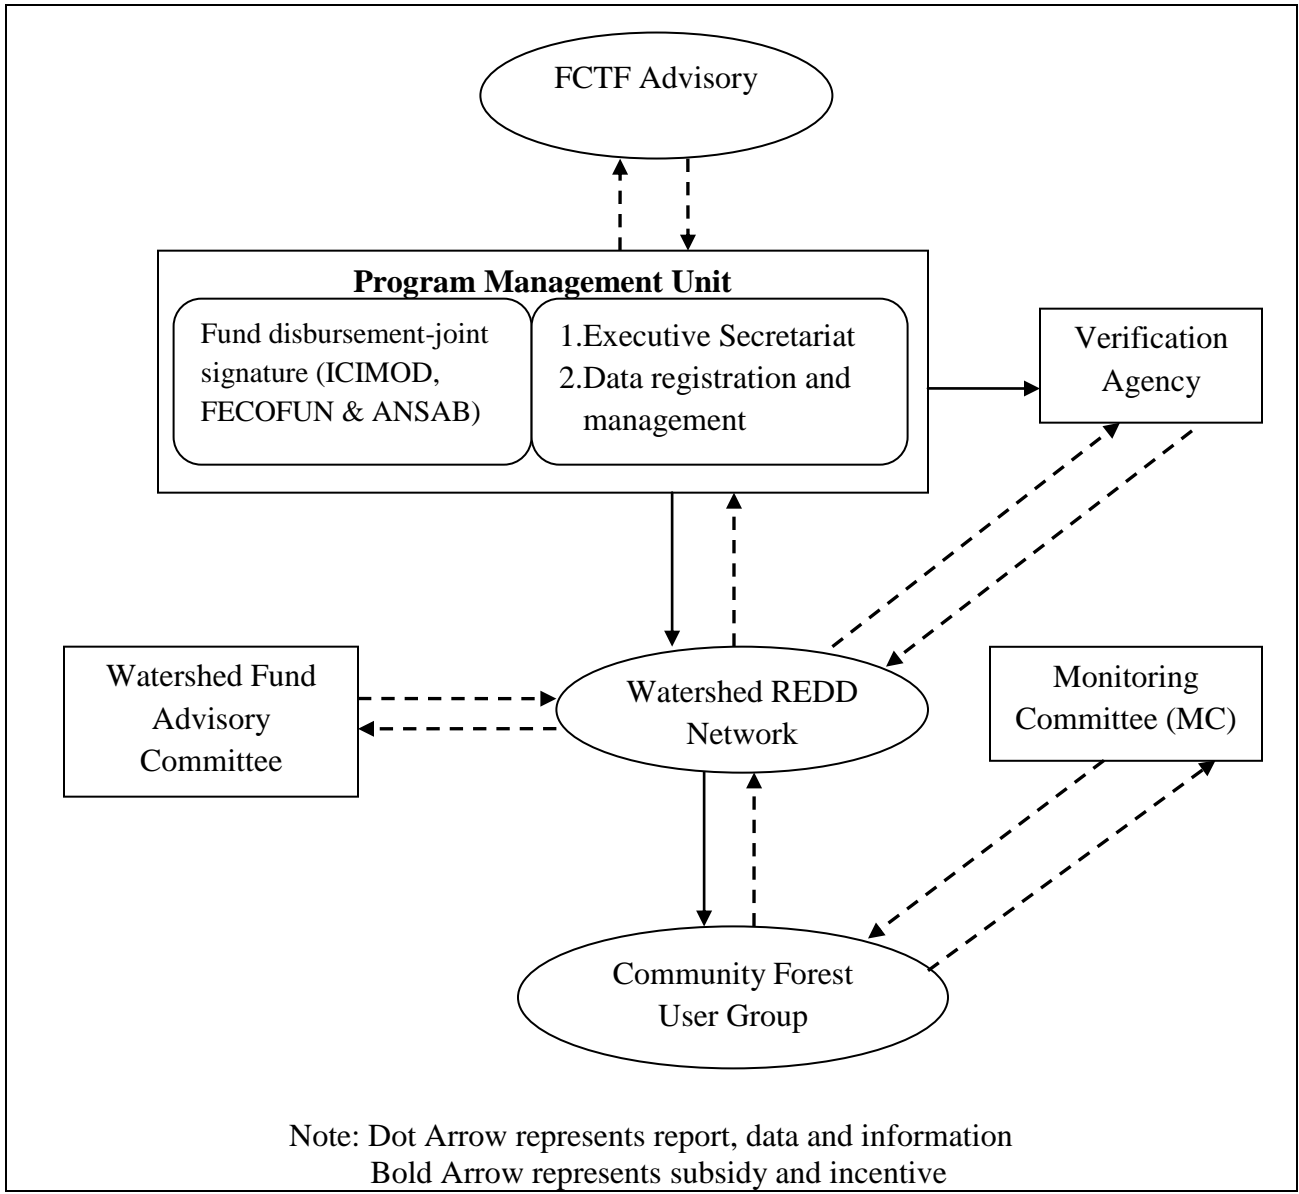 FCTF Advisory
Program Management Unit
Fund disbursement-joint
signature (ICIMOD,
FECOFUN & ANSAB)
1.Executive Secretariat
2.Data registration and
management
Verification
Agency
Watershed Fund
Advisory
Committee
Watershed REDD
Network
Monitoring
Committee (MC)
Community Forest
User Group
Note: Dot Arrow represents report, data and information
Bold Arrow represents subsidy and incentive